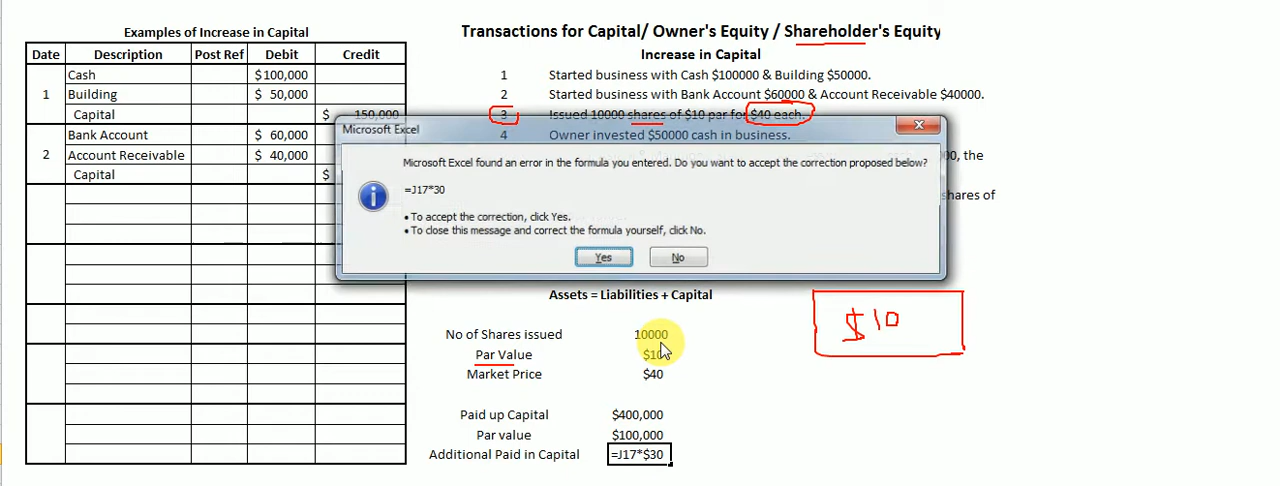 Examples of Increase in Capital
Date Description Post Ref Debit Credit
Cash $100,000
1 Building $ 50,000
Capital $ 150,000
Bank Account $ 60,000
2 Account Receivable $ 40,000
Capital $
Transactions for Capital/ Owner's Equity / Shareholder's Equity
Increase in Capital
1 Started business with Cash $100000 & Building $50000.
2 Started business with Bank Account $60000 & Account Receivable $40000.
3 Issued 10000 shares of $10 par for $40 each.
4 Owner invested $50000 cash in business.
the
shares of
Microsoft Excel
Microsoft Excel found an error in the formula you entered. Do you want to accept the correction proposed below?
=J17*30
• To accept the correction, click Yes.
• To close this message and correct the formula yourself, click No.
Yes No
Assets = Liabilities + Capital
No of Shares issued 10000
Par Value $10
Market Price $40
Paid up Capital $400,000
Par value $100,000
Additional Paid in Capital =J17*$30
$10